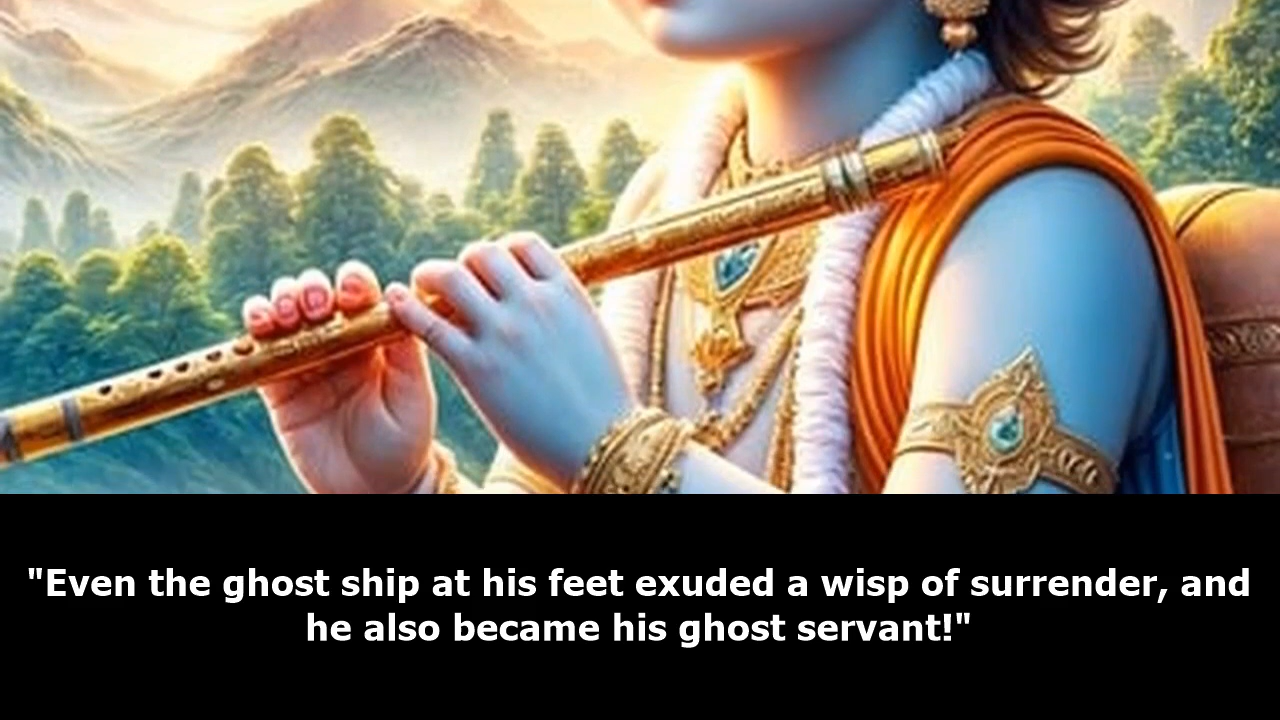 "Even the ghost ship at his feet exuded a wisp of surrender, and
he also became his ghost servant!"